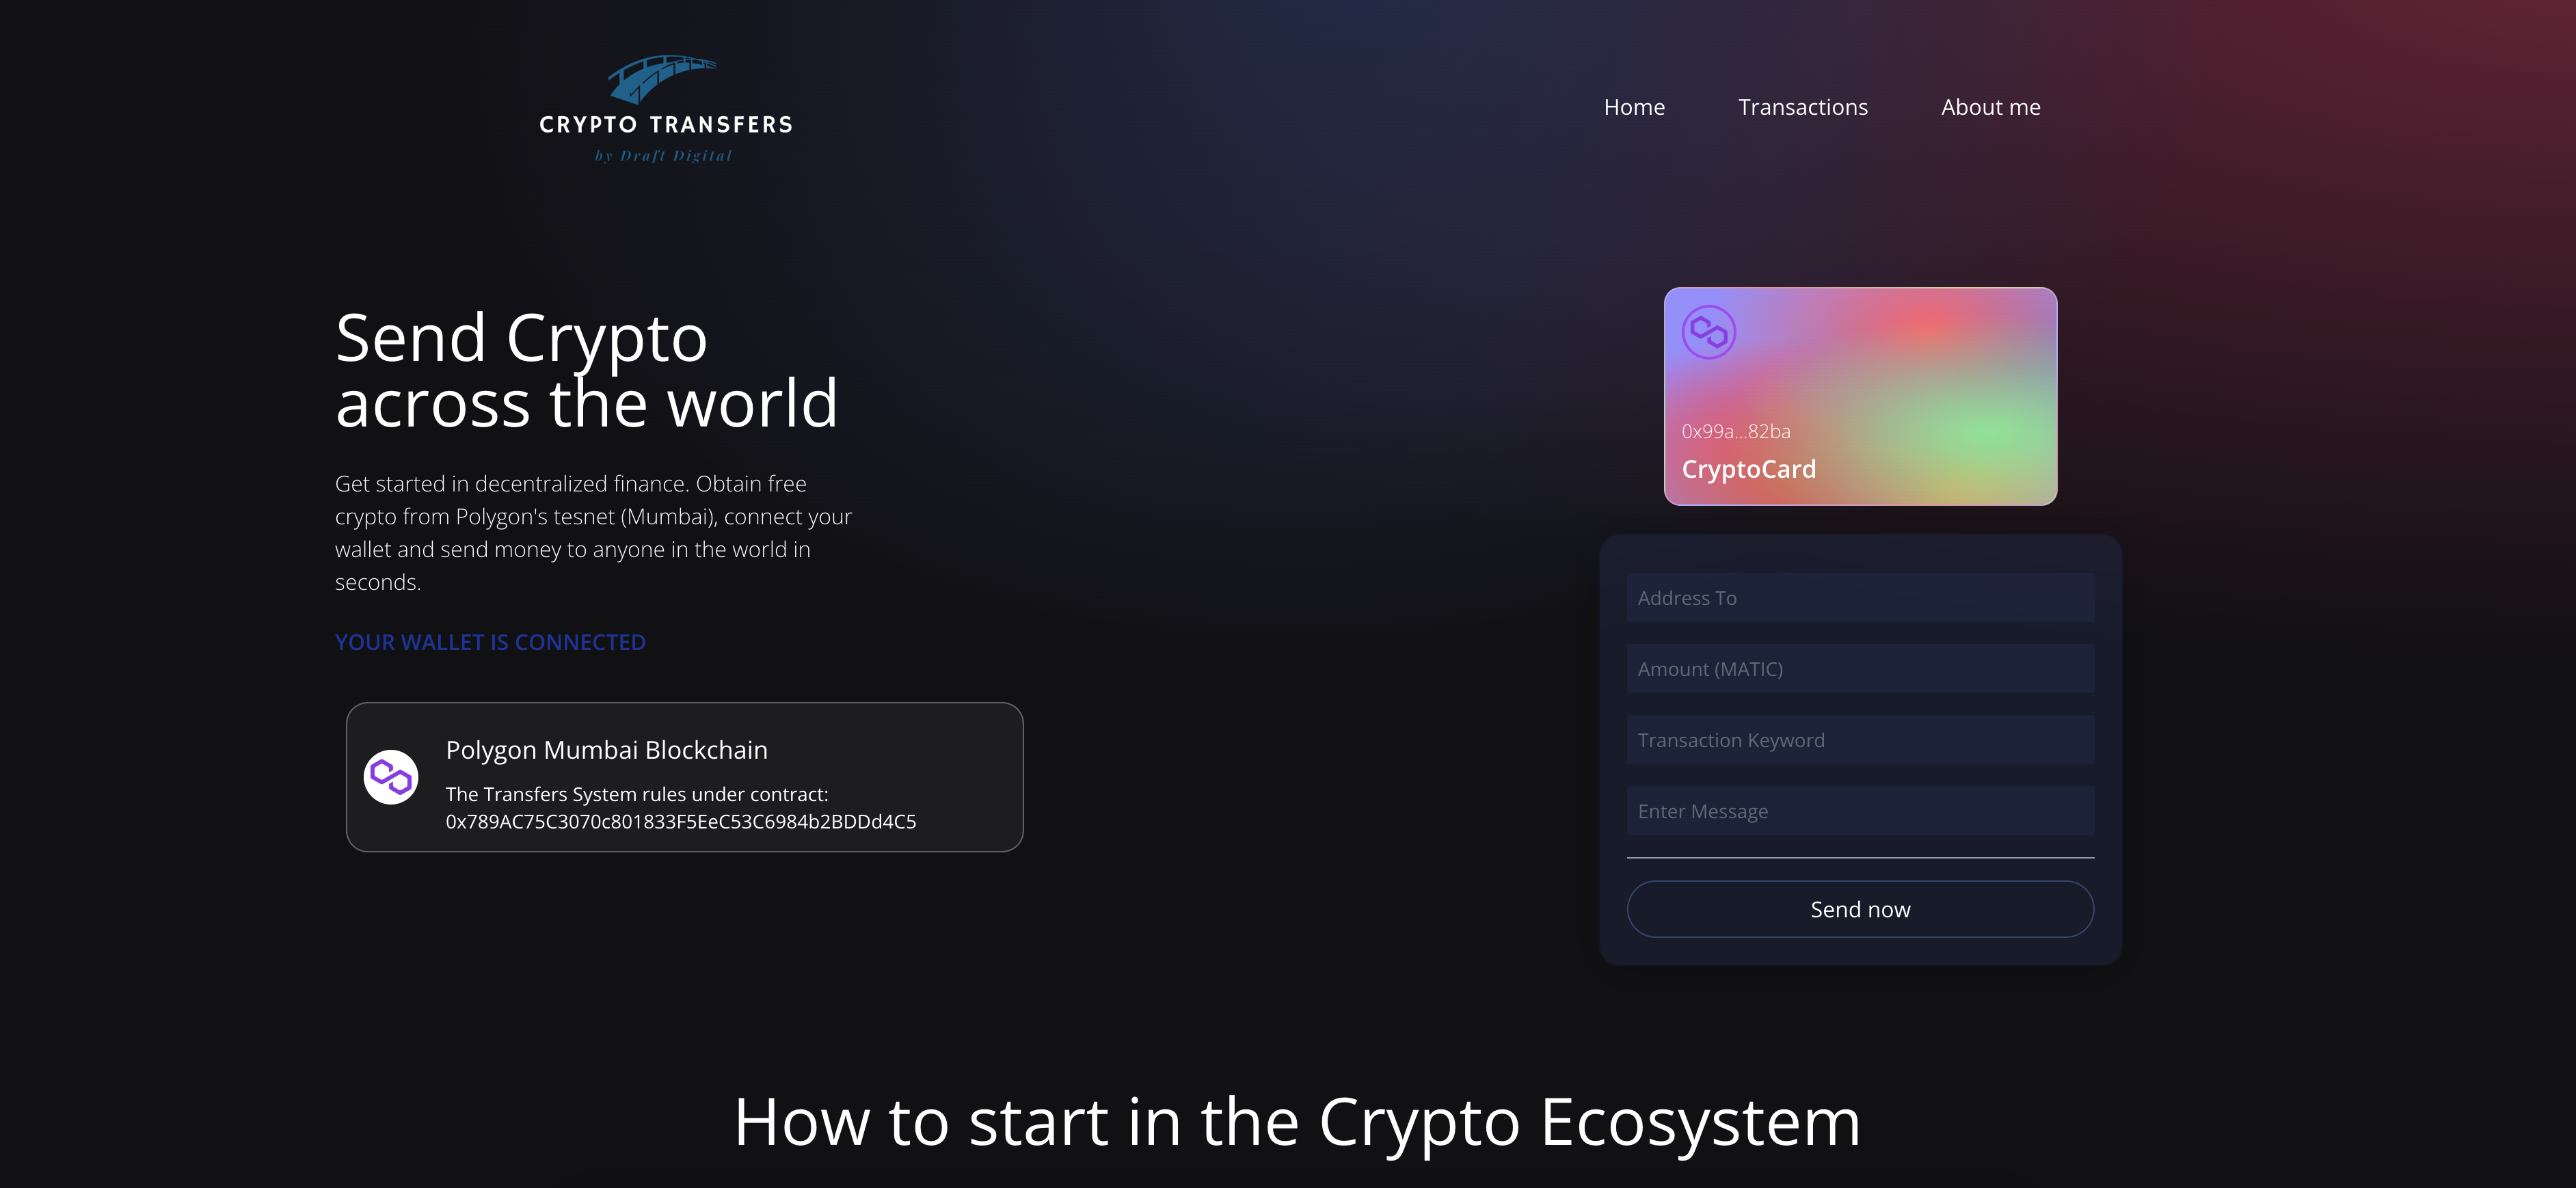 CRYPTO TRANSFERS
by Draft Digital
Home
Transactions
About me
Send Crypto
across the world
Get started in decentralized finance. Obtain free
crypto from Polygon's tesnet (Mumbai), connect your
wallet and send money to anyone in the world in
seconds.
YOUR WALLET IS CONNECTED
Polygon Mumbai Blockchain
The Transfers System rules under contract:
0x789AC75C3070c801833F5EeC53C6984b2BDDd4C5
0x99a...82ba
CryptoCard
Address To
Amount (MATIC)
Transaction Keyword
Enter Message
Send now
How to start in the Crypto Ecosystem